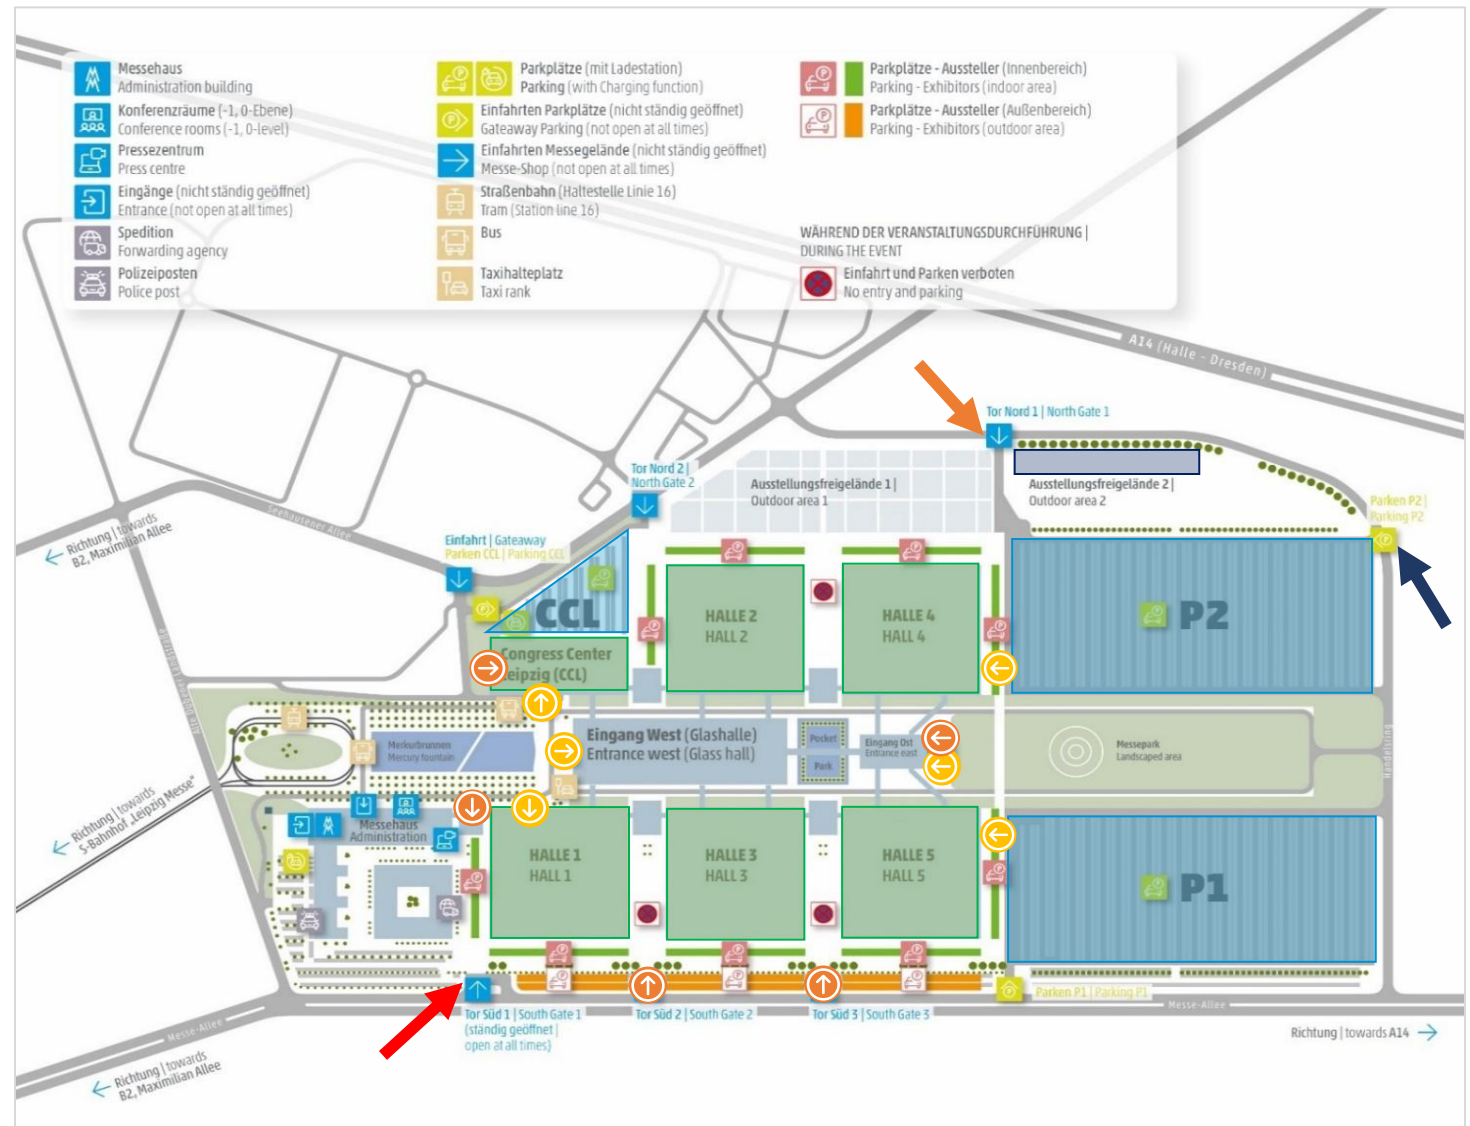 Messehaus
Administration building
Konferenzräume (-1, 0-Ebene)
Conference rooms (-1, 0-level)
Pressezentrum
Press centre
Eingänge (nicht ständig geöffnet)
Entrance (not open at all times)
Spedition
Forwarding agency
Polizeiposten
Police post
Parkplätze (mit Ladestation)
Parking (with Charging function)
Einfahrten Parkplätze (nicht ständig geöffnet)
Gateaway Parking (not open at all times)
Einfahrten Messegelände (nicht ständig geöffnet)
Messe-Shop (not open at all times)
Straßenbahn (Haltestelle Linie 16)
Tram (Station line 16)
Bus
Taxihalteplatz
Taxi rank
Parkplätze - Aussteller (Innenbereich)
Parking - Exhibitors (indoor area)
Parkplätze - Aussteller (Außenbereich)
Parking - Exhibitors (outdoor area)
WÄHREND DER VERANSTALTUNGSDURCHFÜHRUNG |
DURING THE EVENT
Einfahrt und Parken verboten
No entry and parking
A14 (Halle - Dresden)
Tor Nord 1 | North Gate 1
Tor Nord 2 |
North Gate 2
Ausstellungsfreigelände 1 |
Outdoor area 1
Ausstellungsfreigelände 2 |
Outdoor area 2
Parken P2 |
Parking P2
Seehausener Allee
Richtung | towards
B2, Maximilian Allee
Einfahrt | Gateaway
Parken CCL | Parking CCL
CCL
Congress Center
Leipzig (CCL)
HALLE 2
HALL 2
HALLE 4
HALL 4
P2
Merkurbrunnen
Mercury fountain
Eingang West (Glashalle)
Entrance west (Glass hall)
Pocket
Park
Eingang Ost
Entrance east
Messepark
Landscaped area
Handelsring
Richtung | towards
S-Bahnhof „Leipzig Messe“
Messehaus
Administration
HALLE 1
HALL 1
HALLE 3
HALL 3
HALLE 5
HALL 5
P1
Tor Süd 1 | South Gate 1
(ständig geöffnet |
open at all times)
Tor Süd 2 | South Gate 2
Tor Süd 3 | South Gate 3
Parken P1 | Parking P1
Messe-Allee
Messe-Allee
Richtung | towards A14
Richtung | towards
B2, Maximilian Allee